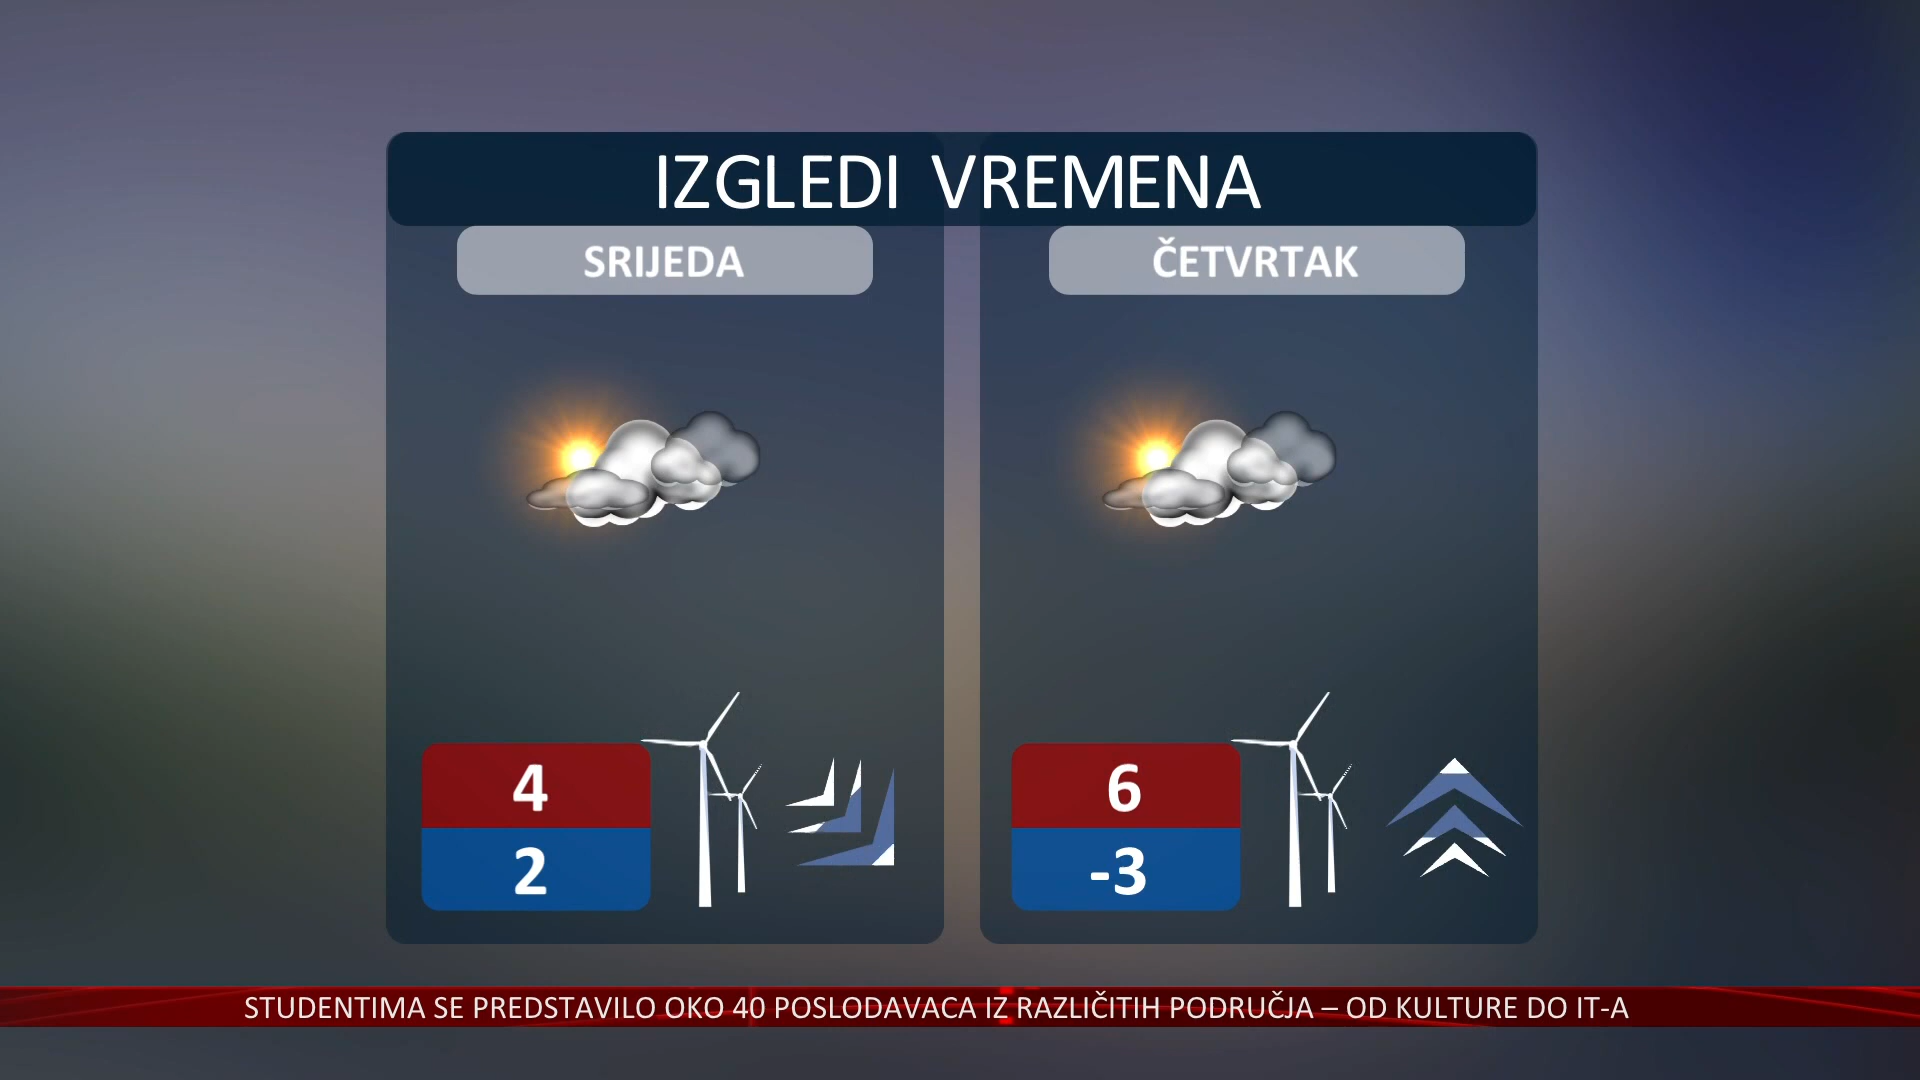 IZGLEDI VREMENA
SRIJEDA
4
2
ČETVRTAK
6
-3
STUDENTIMA SE PREDSTAVILO OKO 40 POSLODAVACA IZ RAZLIČITIH PODRUČJA – OD KULTURE DO IT-A